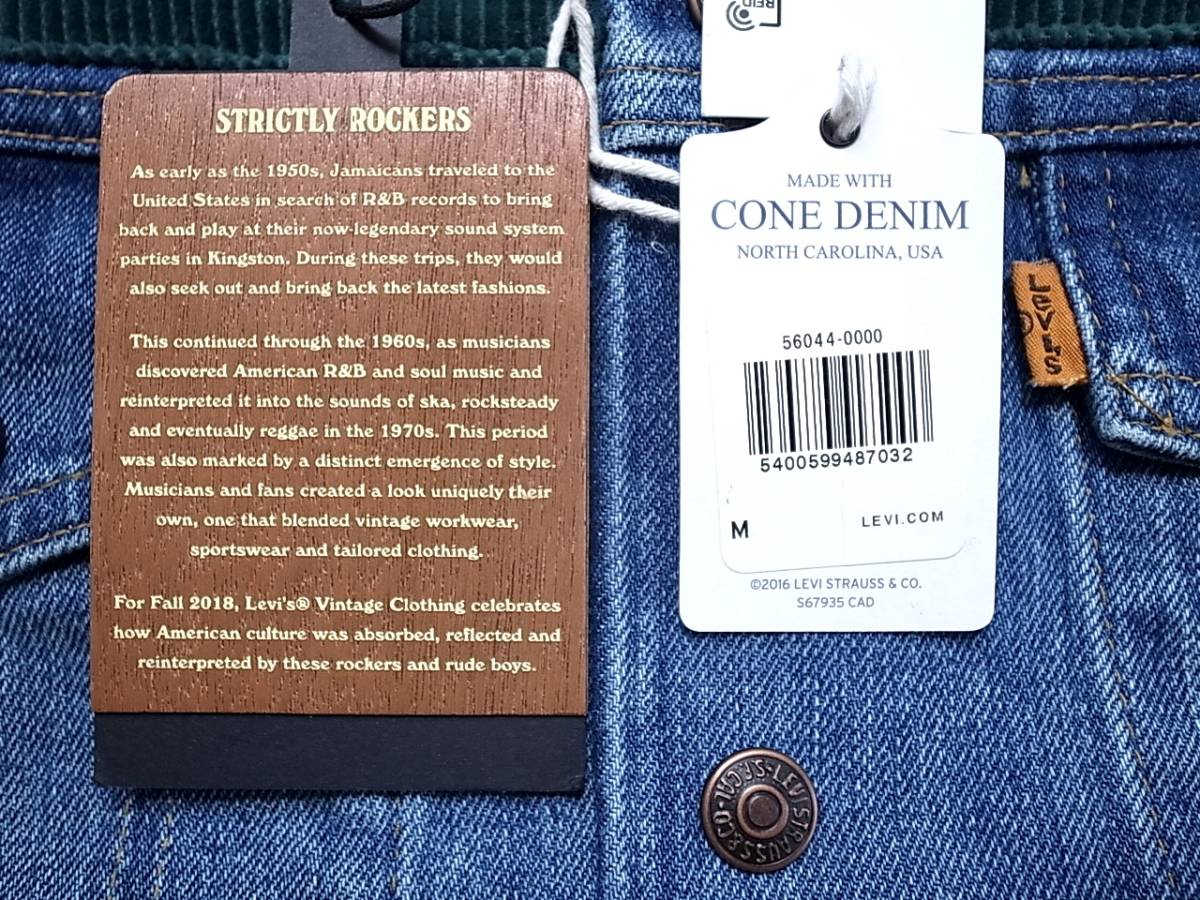 STRICTLY ROCKERS
As early as the 1950s, Jamaicans traveled to the
United States in search of R&B records to bring
back and play at their now-legendary sound system
parties in Kingston. During these trips, they would
also seek out and bring back the latest fashions.
This continued through the 1960s, as musicians
discovered American R&B and soul music and
reinterpreted it into the sounds of ska, rocksteady
and eventually reggae in the 1970s. This period
was also marked by a distinct emergence of style.
Musicians and fans created a look uniquely their
own, one that blended vintage workwear,
sportswear and tailored clothing.
For Fall 2018, Levi's® Vintage Clothing celebrates
how American culture was absorbed, reflected and
reinterpreted by these rockers and rude boys.
RFID
MADE WITH
CONE DENIM
NORTH CAROLINA, USA
56044-0000
5400599487032
M
LEVI.COM
©2016 LEVI STRAUSS & CO.
S67935 CAD
LEVI'S
®
LEVI STRAUSS & CO. S.F. CAL